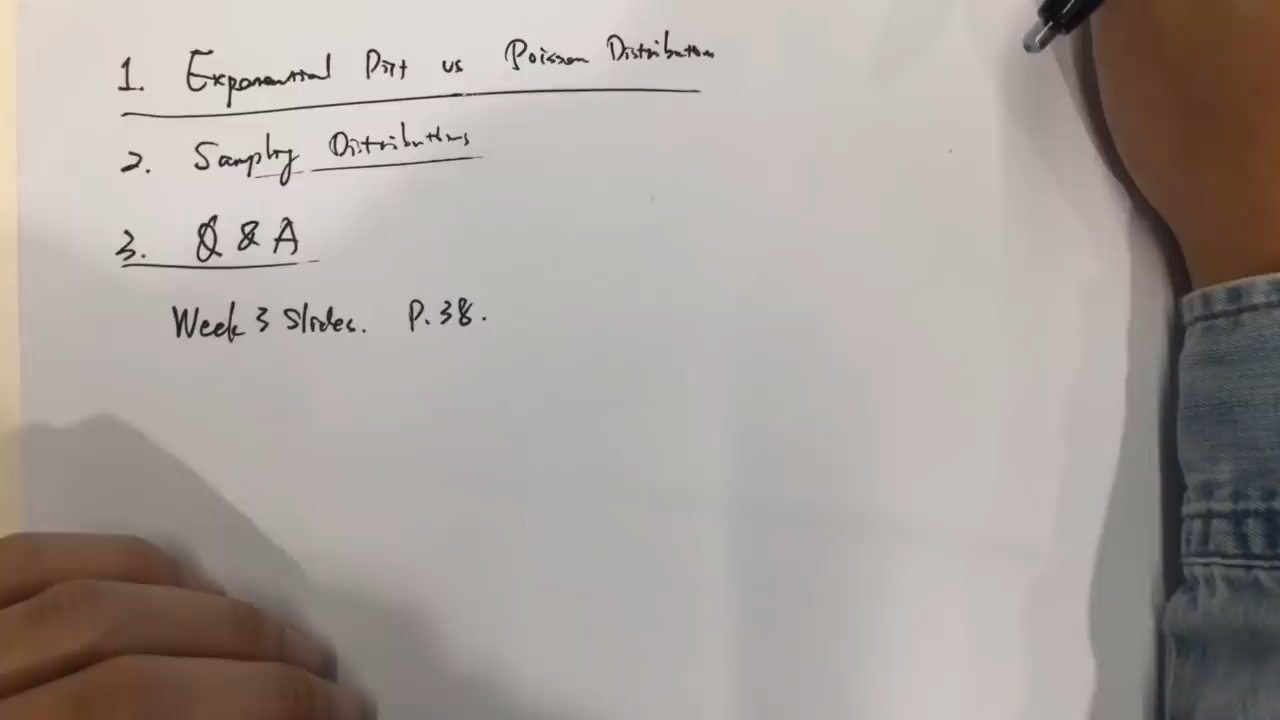 1. Exponential Dist vs Poisson Distribution
2. Sampling Distributions
3. Q & A
Week 3 Slides. P.38.